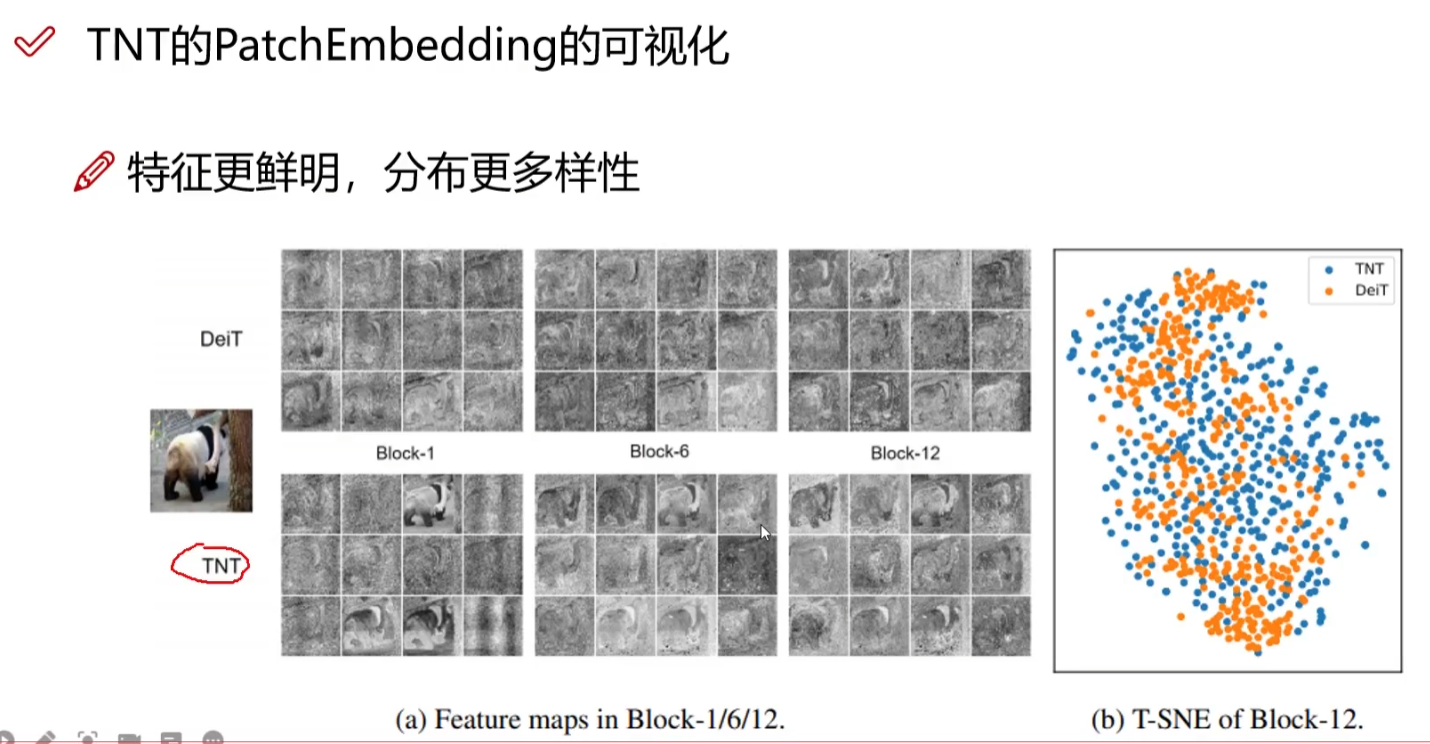 TNT的PatchEmbedding的可视化
特征更鲜明，分布更多样性
DeiT
Block-1
Block-6
Block-12
TNT
TNT
DeiT
(a) Feature maps in Block-1/6/12.
(b) T-SNE of Block-12.